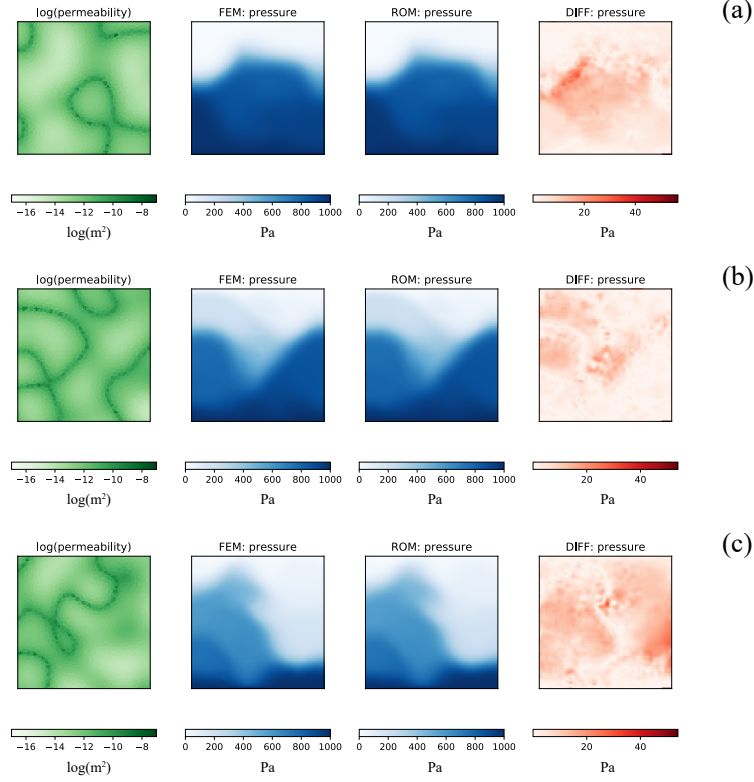 (a)
log(permeability) FEM: pressure ROM: pressure DIFF: pressure
−16 −14 −12 −10 −8 0 200 400 600 800 1000 0 200 400 600 800 1000 20 40
log(m²) Pa Pa Pa
(b)
log(permeability) FEM: pressure ROM: pressure DIFF: pressure
−16 −14 −12 −10 −8 0 200 400 600 800 1000 0 200 400 600 800 1000 20 40
log(m²) Pa Pa Pa
(c)
log(permeability) FEM: pressure ROM: pressure DIFF: pressure
−16 −14 −12 −10 −8 0 200 400 600 800 1000 0 200 400 600 800 1000 20 40
log(m²) Pa Pa Pa